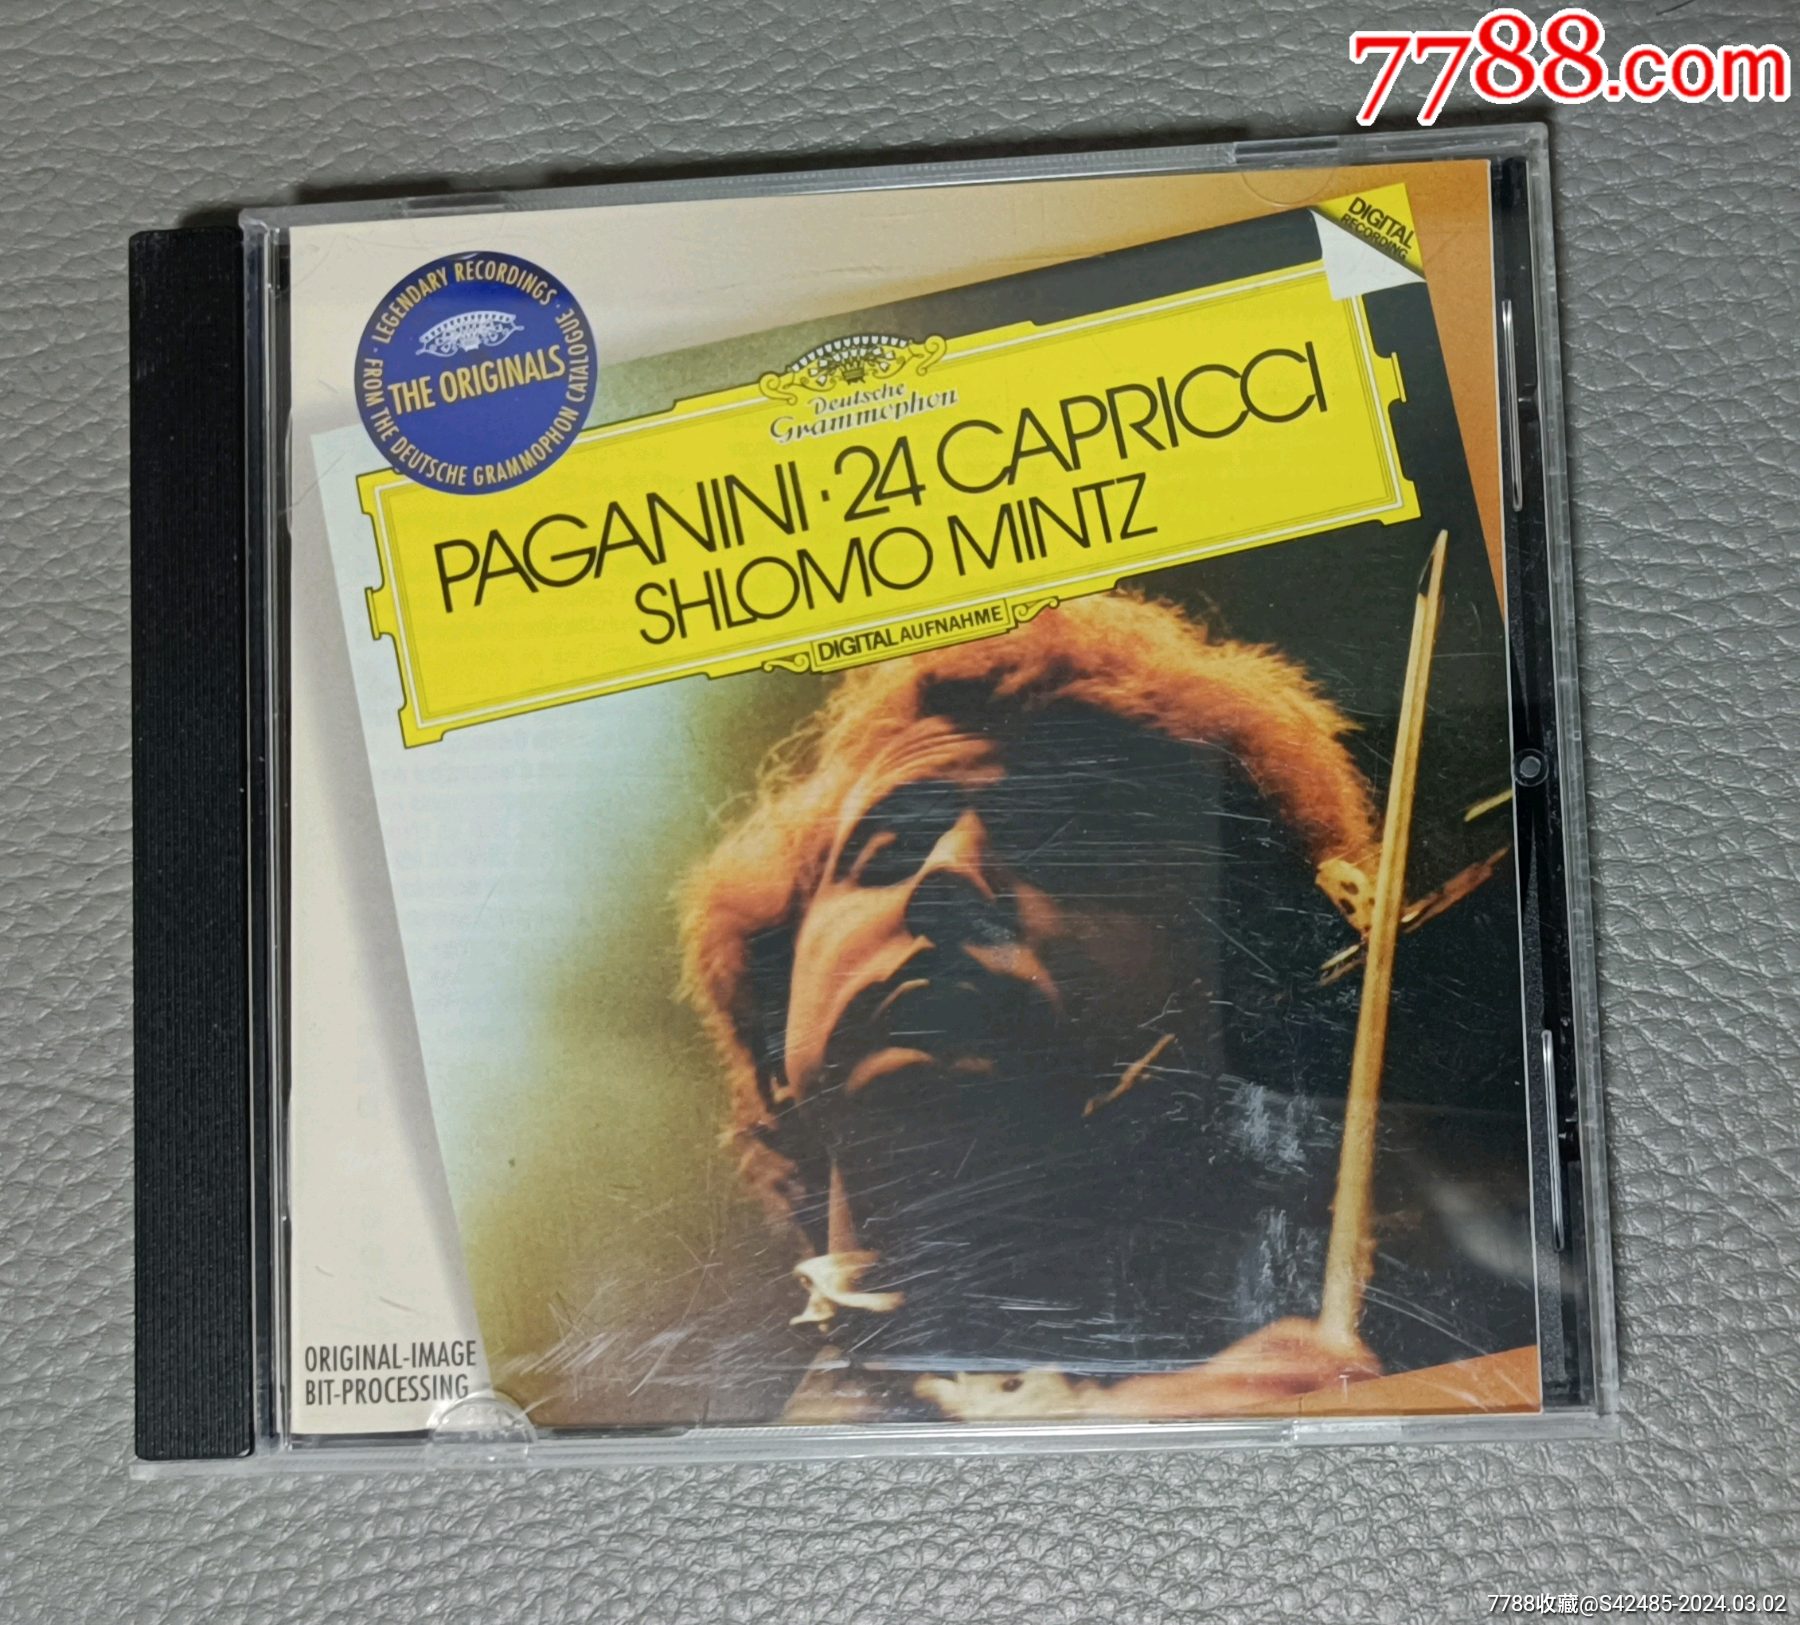 7788.com
DIGITAL
RECORDING
LEGENDARY RECORDINGS ·
THE ORIGINALS
· FROM THE DEUTSCHE GRAMMOPHON CATALOGUE ·
Deutsche
Grammophon
PAGANINI · 24 CAPRICCI
SHLOMO MINTZ
DIGITAL AUFNAHME
ORIGINAL-IMAGE
BIT-PROCESSING
7788收藏@S42485-2024.03.02